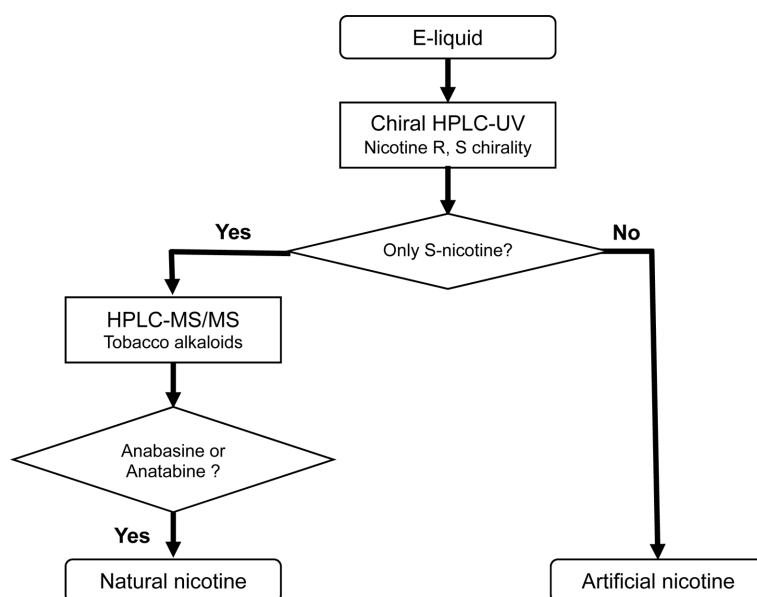 E-liquid
Chiral HPLC-UV
Nicotine R, S chirality
Only S-nicotine?
Yes
No
HPLC-MS/MS
Tobacco alkaloids
Anabasine or
Anatabine ?
Yes
Natural nicotine
Artificial nicotine